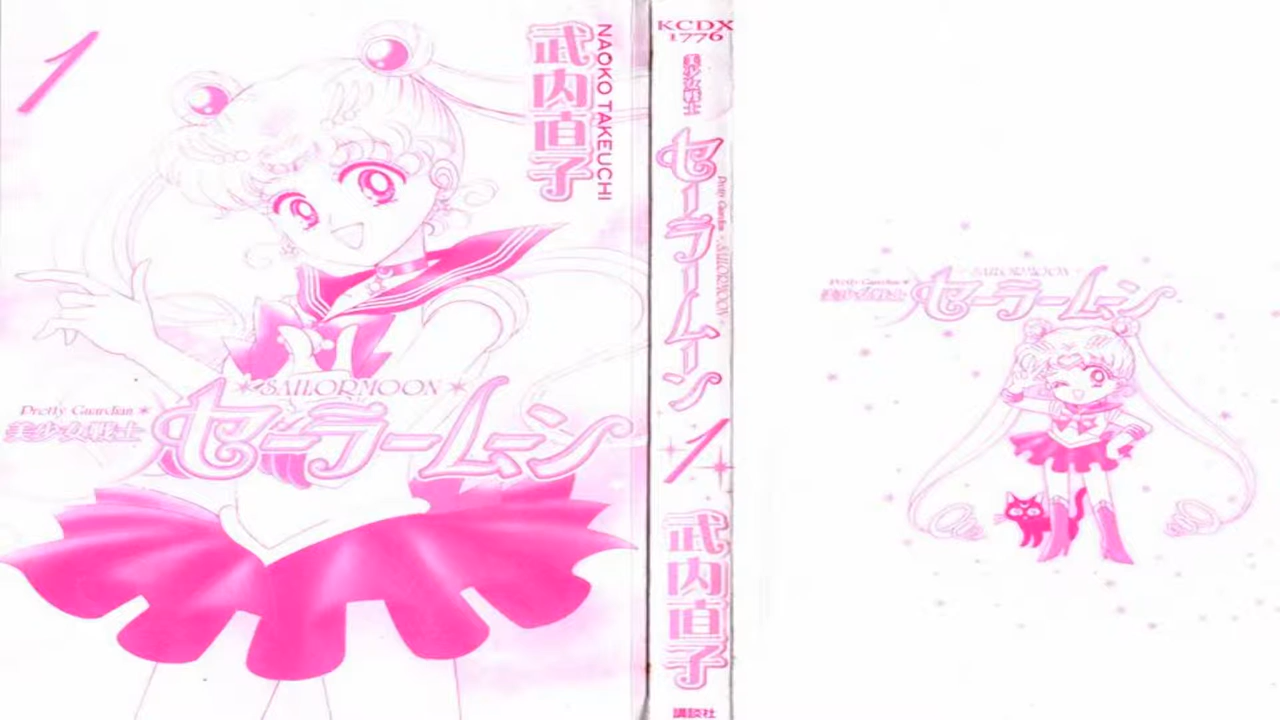 1
武内直子
NAOKO TAKEUCHI
SAILORMOON
Pretty Guardian
美少女戦士
セーラームーン
KCDX
1776
美少女戦士
セーラームーン
Pretty Guardian * SAILORMOON *
1
武内直子
講談社
SAILORMOON
Pretty Guardian
美少女戦士
セーラームーン